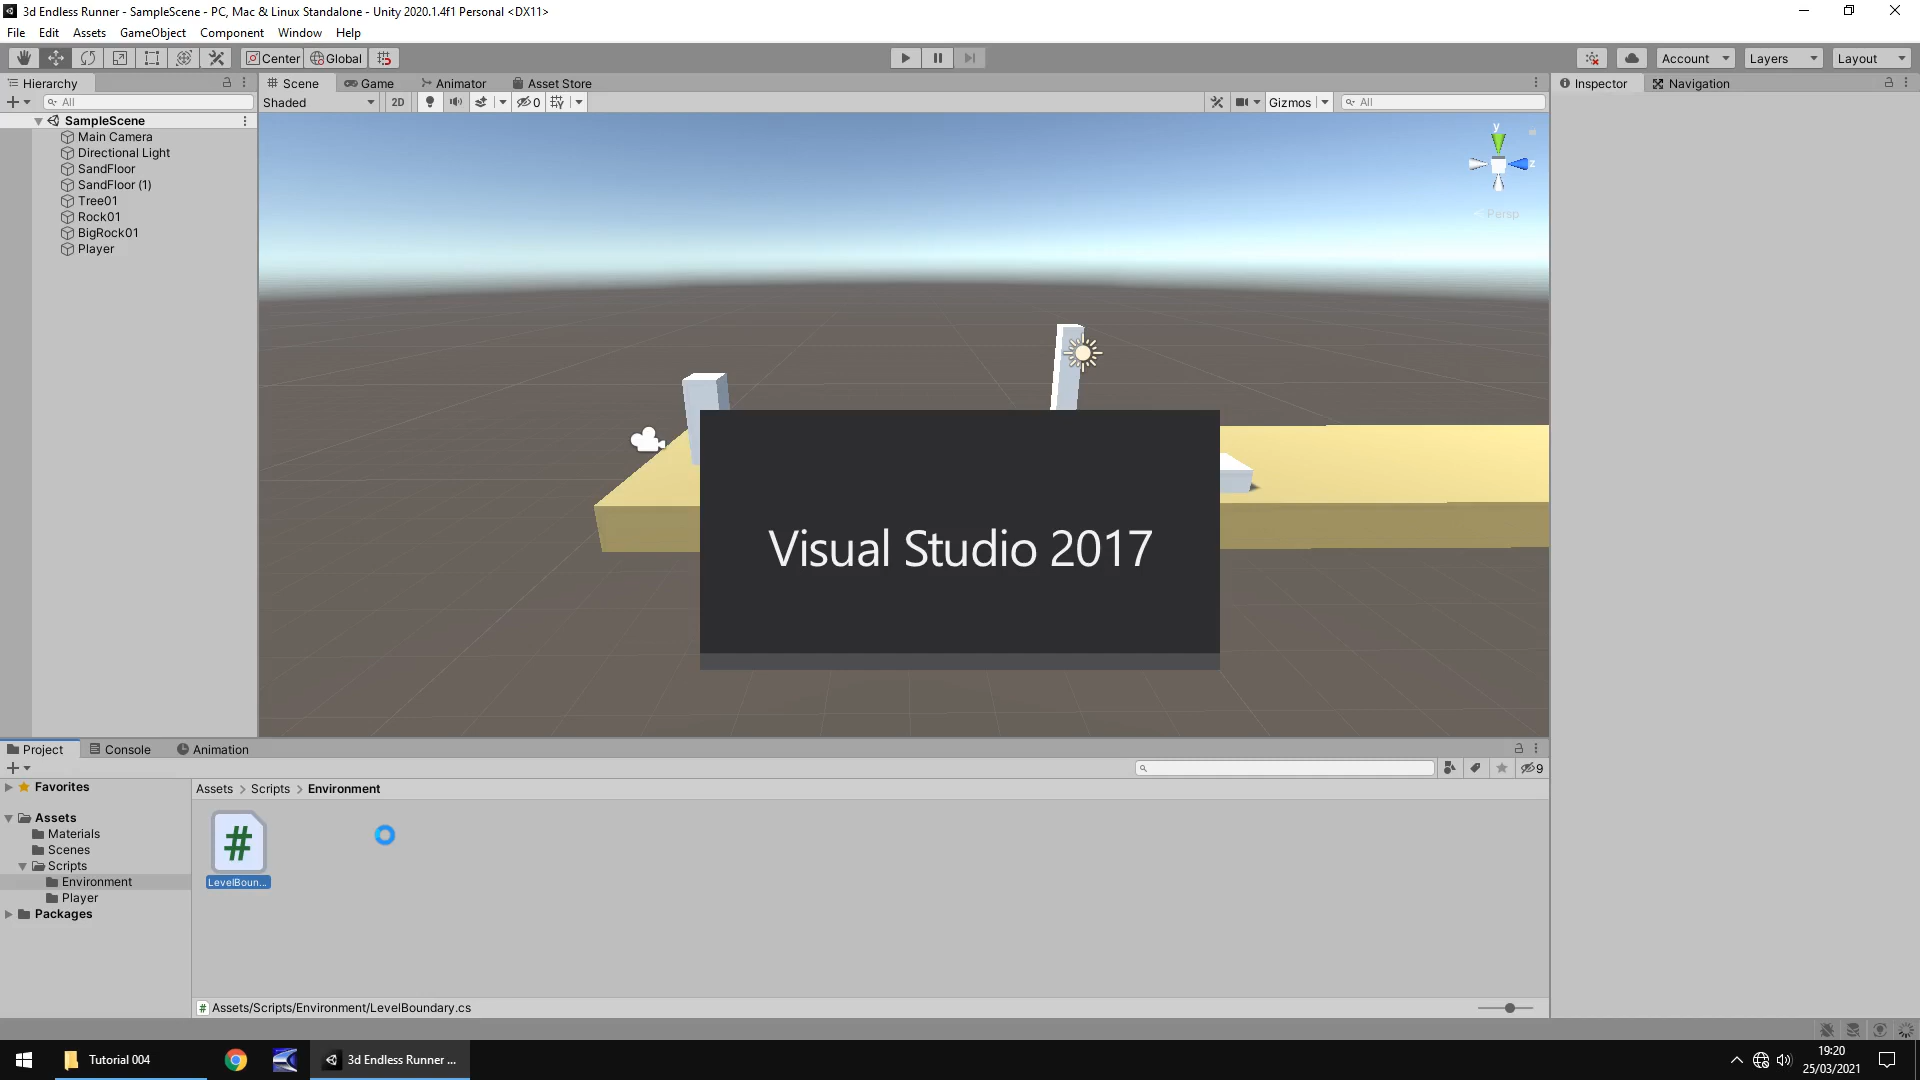 3d Endless Runner - SampleScene - PC, Mac & Linux Standalone - Unity 2020.1.4f1 Personal <DX11>
File Edit Assets GameObject Component Window Help
Center Global Account Layers Layout
Hierarchy Scene Game Animator Asset Store Inspector Navigation
All Shaded 2D 0 Gizmos All
SampleScene
Main Camera
Directional Light
SandFloor
SandFloor (1)
Tree01
Rock01
BigRock01
Player
y
z
Persp
Visual Studio 2017
Project Console Animation
9
Favorites
Assets > Scripts > Environment
Assets
Materials
Scenes
Scripts
Environment
Player
Packages
#
LevelBoun...
# Assets/Scripts/Environment/LevelBoundary.cs
Tutorial 004
3d Endless Runner ...
19:20
25/03/2021